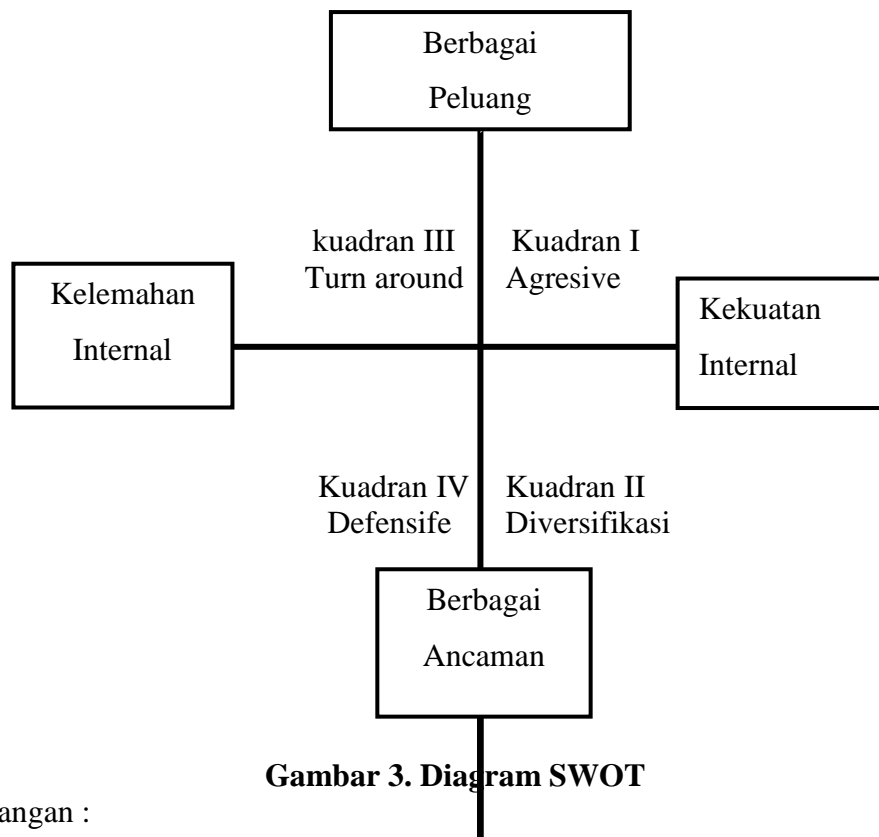 Berbagai
Peluang
kuadran III
Turn around
Kuadran I
Agresive
Kelemahan
Internal
Kekuatan
Internal
Kuadran IV
Defensife
Kuadran II
Diversifikasi
Berbagai
Ancaman
Gambar 3. Diagram SWOT
angan :